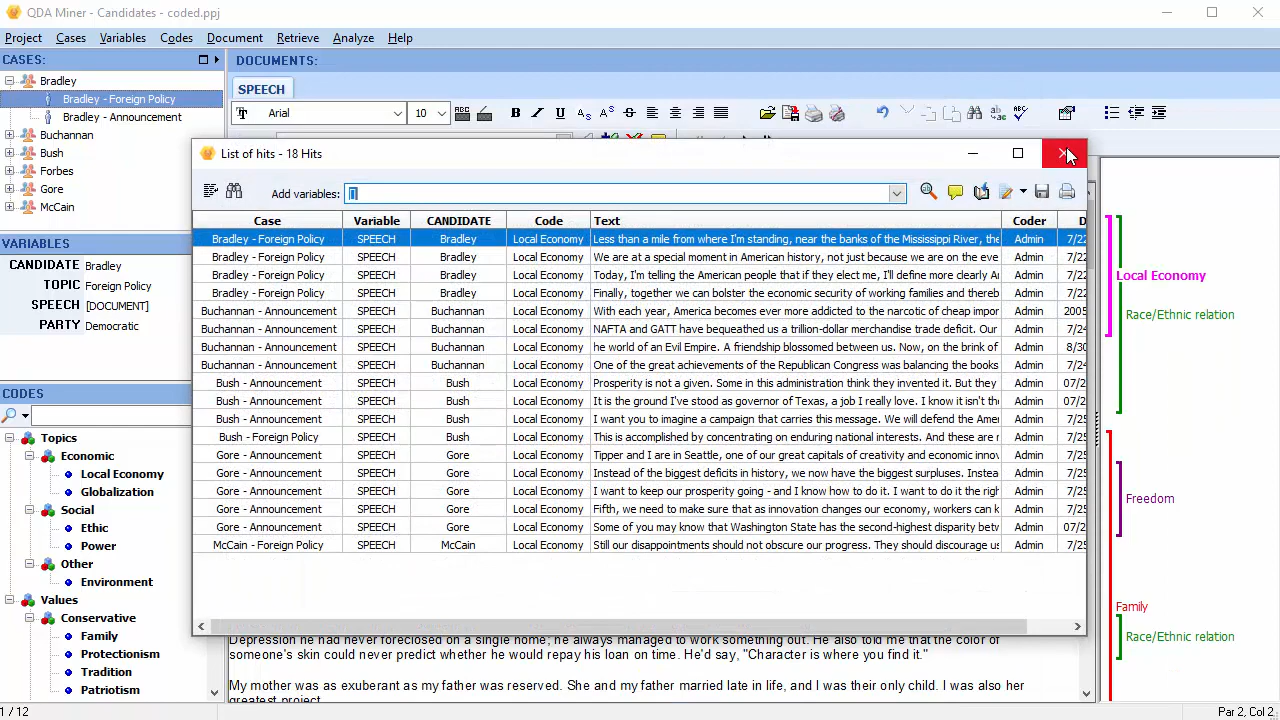 QDA Miner - Candidates - coded.ppj
Project Cases Variables Codes Document Retrieve Analyze Help
CASES:
Bradley
Bradley - Foreign Policy
Bradley - Announcement
Buchannan
Bush
Forbes
Gore
McCain
VARIABLES
CANDIDATE Bradley
TOPIC Foreign Policy
SPEECH [DOCUMENT]
PARTY Democratic
CODES
Topics
Economic
Local Economy
Globalization
Social
Ethic
Power
Other
Environment
Values
Conservative
Family
Protectionism
Tradition
Patriotism
DOCUMENTS:
SPEECH
Arial 10 B I U S
List of hits - 18 Hits
Add variables: []
Case Variable CANDIDATE Code Text Coder D
Bradley - Foreign Policy SPEECH Bradley Local Economy Less than a mile from where I'm standing, near the banks of the Mississippi River, the Admin 7/22
Bradley - Foreign Policy SPEECH Bradley Local Economy We are at a special moment in American history, not just because we are on the eve Admin 7/22
Bradley - Foreign Policy SPEECH Bradley Local Economy Today, I'm telling the American people that if they elect me, I'll define more clearly Ar Admin 7/22
Bradley - Foreign Policy SPEECH Bradley Local Economy Finally, together we can bolster the economic security of working families and thereb Admin 7/22
Buchannan - Announcement SPEECH Buchannan Local Economy With each year, America becomes ever more addicted to the narcotic of cheap impor Admin 2005
Buchannan - Announcement SPEECH Buchannan Local Economy NAFTA and GATT have bequeathed us a trillion-dollar merchandise trade deficit. Our Admin 7/24
Buchannan - Announcement SPEECH Buchannan Local Economy he world of an Evil Empire. A friendship blossomed between us. Now, on the brink of Admin 8/30
Buchannan - Announcement SPEECH Buchannan Local Economy One of the great achievements of the Republican Congress was balancing the books Admin 7/24
Bush - Announcement SPEECH Bush Local Economy Prosperity is not a given. Some in this administration think they invented it. But they Admin 07/2
Bush - Announcement SPEECH Bush Local Economy It is the ground I've stood as governor of Texas, a job I really love. I know it isn't the Admin 07/2
Bush - Announcement SPEECH Bush Local Economy I want you to imagine a campaign that carries this message. We will defend the Amer Admin 7/25
Bush - Foreign Policy SPEECH Bush Local Economy This is accomplished by concentrating on enduring national interests. And these are r Admin 7/25
Gore - Announcement SPEECH Gore Local Economy Tipper and I are in Seattle, one of our great capitals of creativity and economic innov Admin 7/25
Gore - Announcement SPEECH Gore Local Economy Instead of the biggest deficits in history, we now have the biggest surpluses. Instea Admin 7/25
Gore - Announcement SPEECH Gore Local Economy I want to keep our prosperity going - and I know how to do it. I want to do it the righ Admin 7/25
Gore - Announcement SPEECH Gore Local Economy Fifth, we need to make sure that as innovation changes our economy, workers can k Admin 7/25
Gore - Announcement SPEECH Gore Local Economy Some of you may know that Washington State has the second-highest disparity betw Admin 07/2
McCain - Foreign Policy SPEECH McCain Local Economy Still our disappointments should not obscure our progress. They should discourage us Admin 7/25
Depression he had never foreclosed on a single home; he always managed to work something out. He also told me that the color of
someone's skin could never predict whether he would repay his loan on time. He'd say, "Character is where you find it."
My mother was as exuberant as my father was reserved. She and my father married late in life, and I was their only child. I was also her
greatest project.
Local Economy
Race/Ethnic relation
Freedom
Family
Race/Ethnic relation
1 / 12
Par 2, Col 2